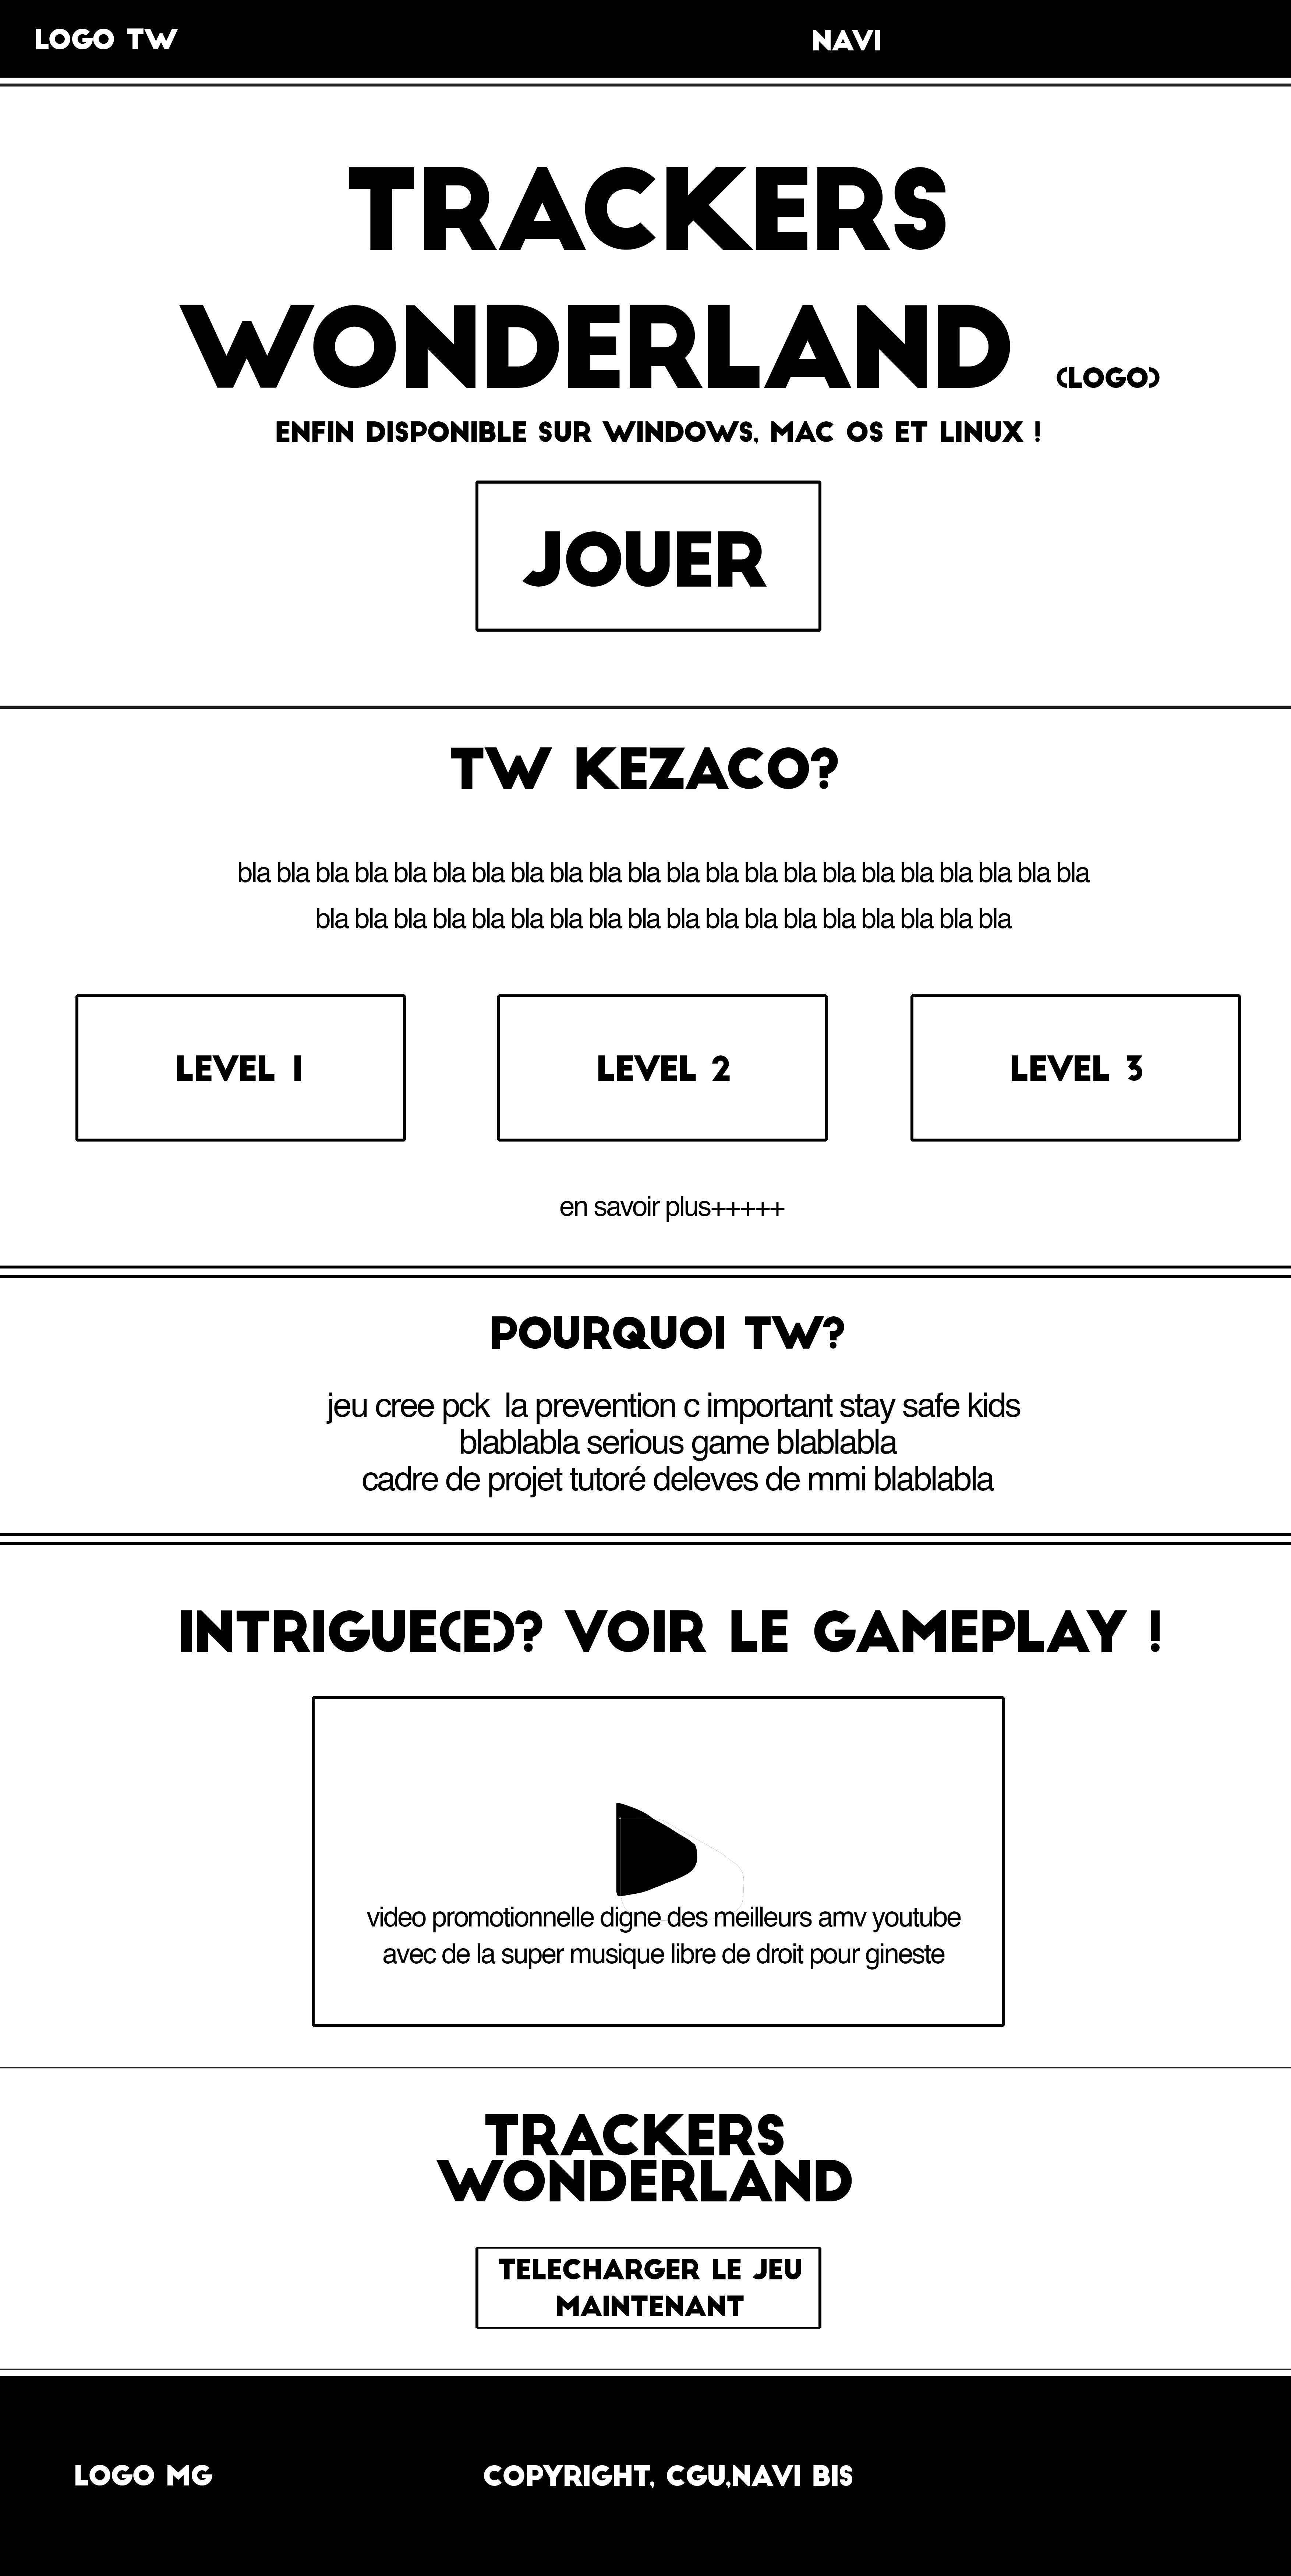 LOGO TW
NAVI
TRACKERS
WONDERLAND
(LOGO)
ENFIN DISPONIBLE SUR WINDOWS, MAC OS ET LINUX !
JOUER
TW KEZACO?
bla bla bla bla bla bla bla bla bla bla bla bla bla bla bla bla bla bla bla bla bla bla
bla bla bla bla bla bla bla bla bla bla bla bla bla bla bla bla bla bla
LEVEL 1
LEVEL 2
LEVEL 3
en savoir plus+++++
POURQUOI TW?
jeu cree pck  la prevention c important stay safe kids
blablabla serious game blablabla
cadre de projet tutoré deleves de mmi blablabla
INTRIGUE(E)? VOIR LE GAMEPLAY !
video promotionnelle digne des meilleurs amv youtube
avec de la super musique libre de droit pour gineste
TRACKERS
WONDERLAND
TELECHARGER LE JEU
MAINTENANT
LOGO MG
COPYRIGHT, CGU,NAVI BIS